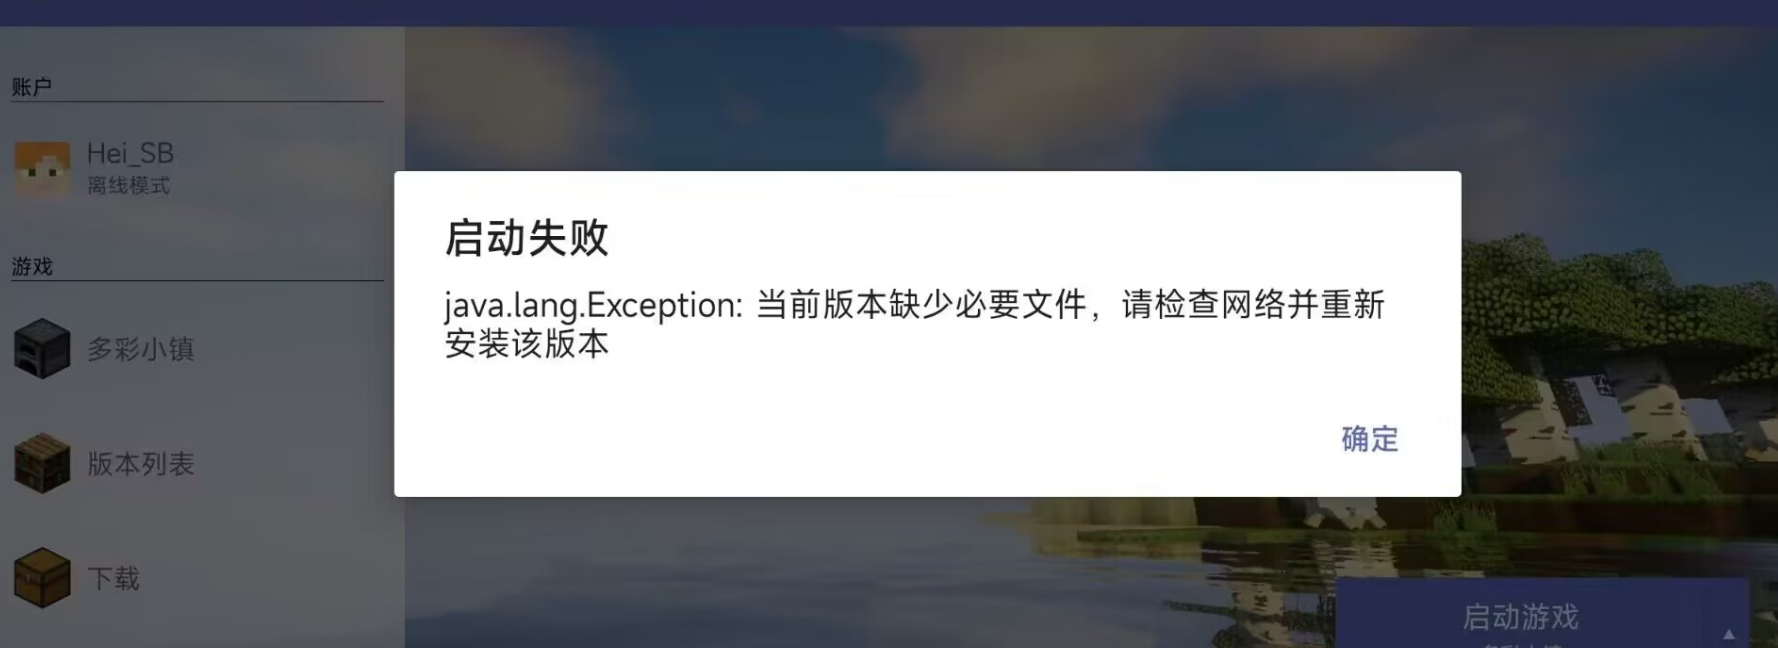 账户
Hei_SB
离线模式
游戏
多彩小镇
版本列表
下载
启动失败
java.lang.Exception: 当前版本缺少必要文件，请检查网络并重新
安装该版本
确定
启动游戏